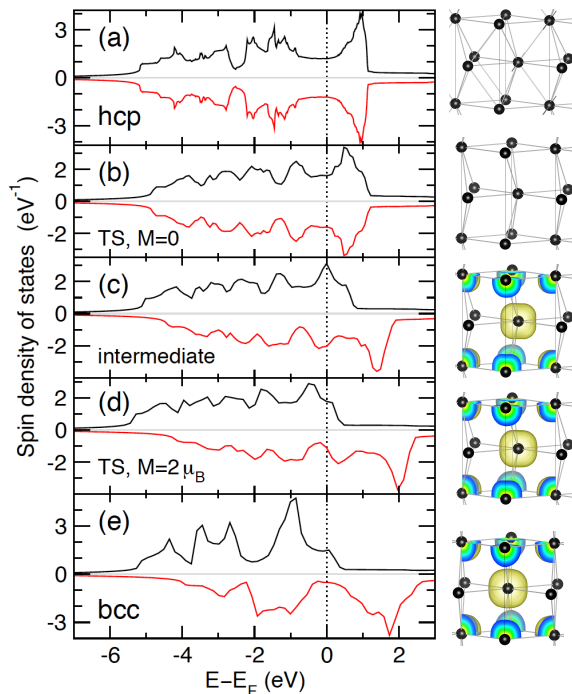 Spin density of states (eV⁻¹)
(a)
hcp
3
0
-3
(b)
TS, M=0
2
0
-2
(c)
intermediate
2
0
-2
(d)
TS, M=2 μB
2
0
-2
(e)
bcc
3
0
-3
-6 -4 -2 0 2
E−EF (eV)